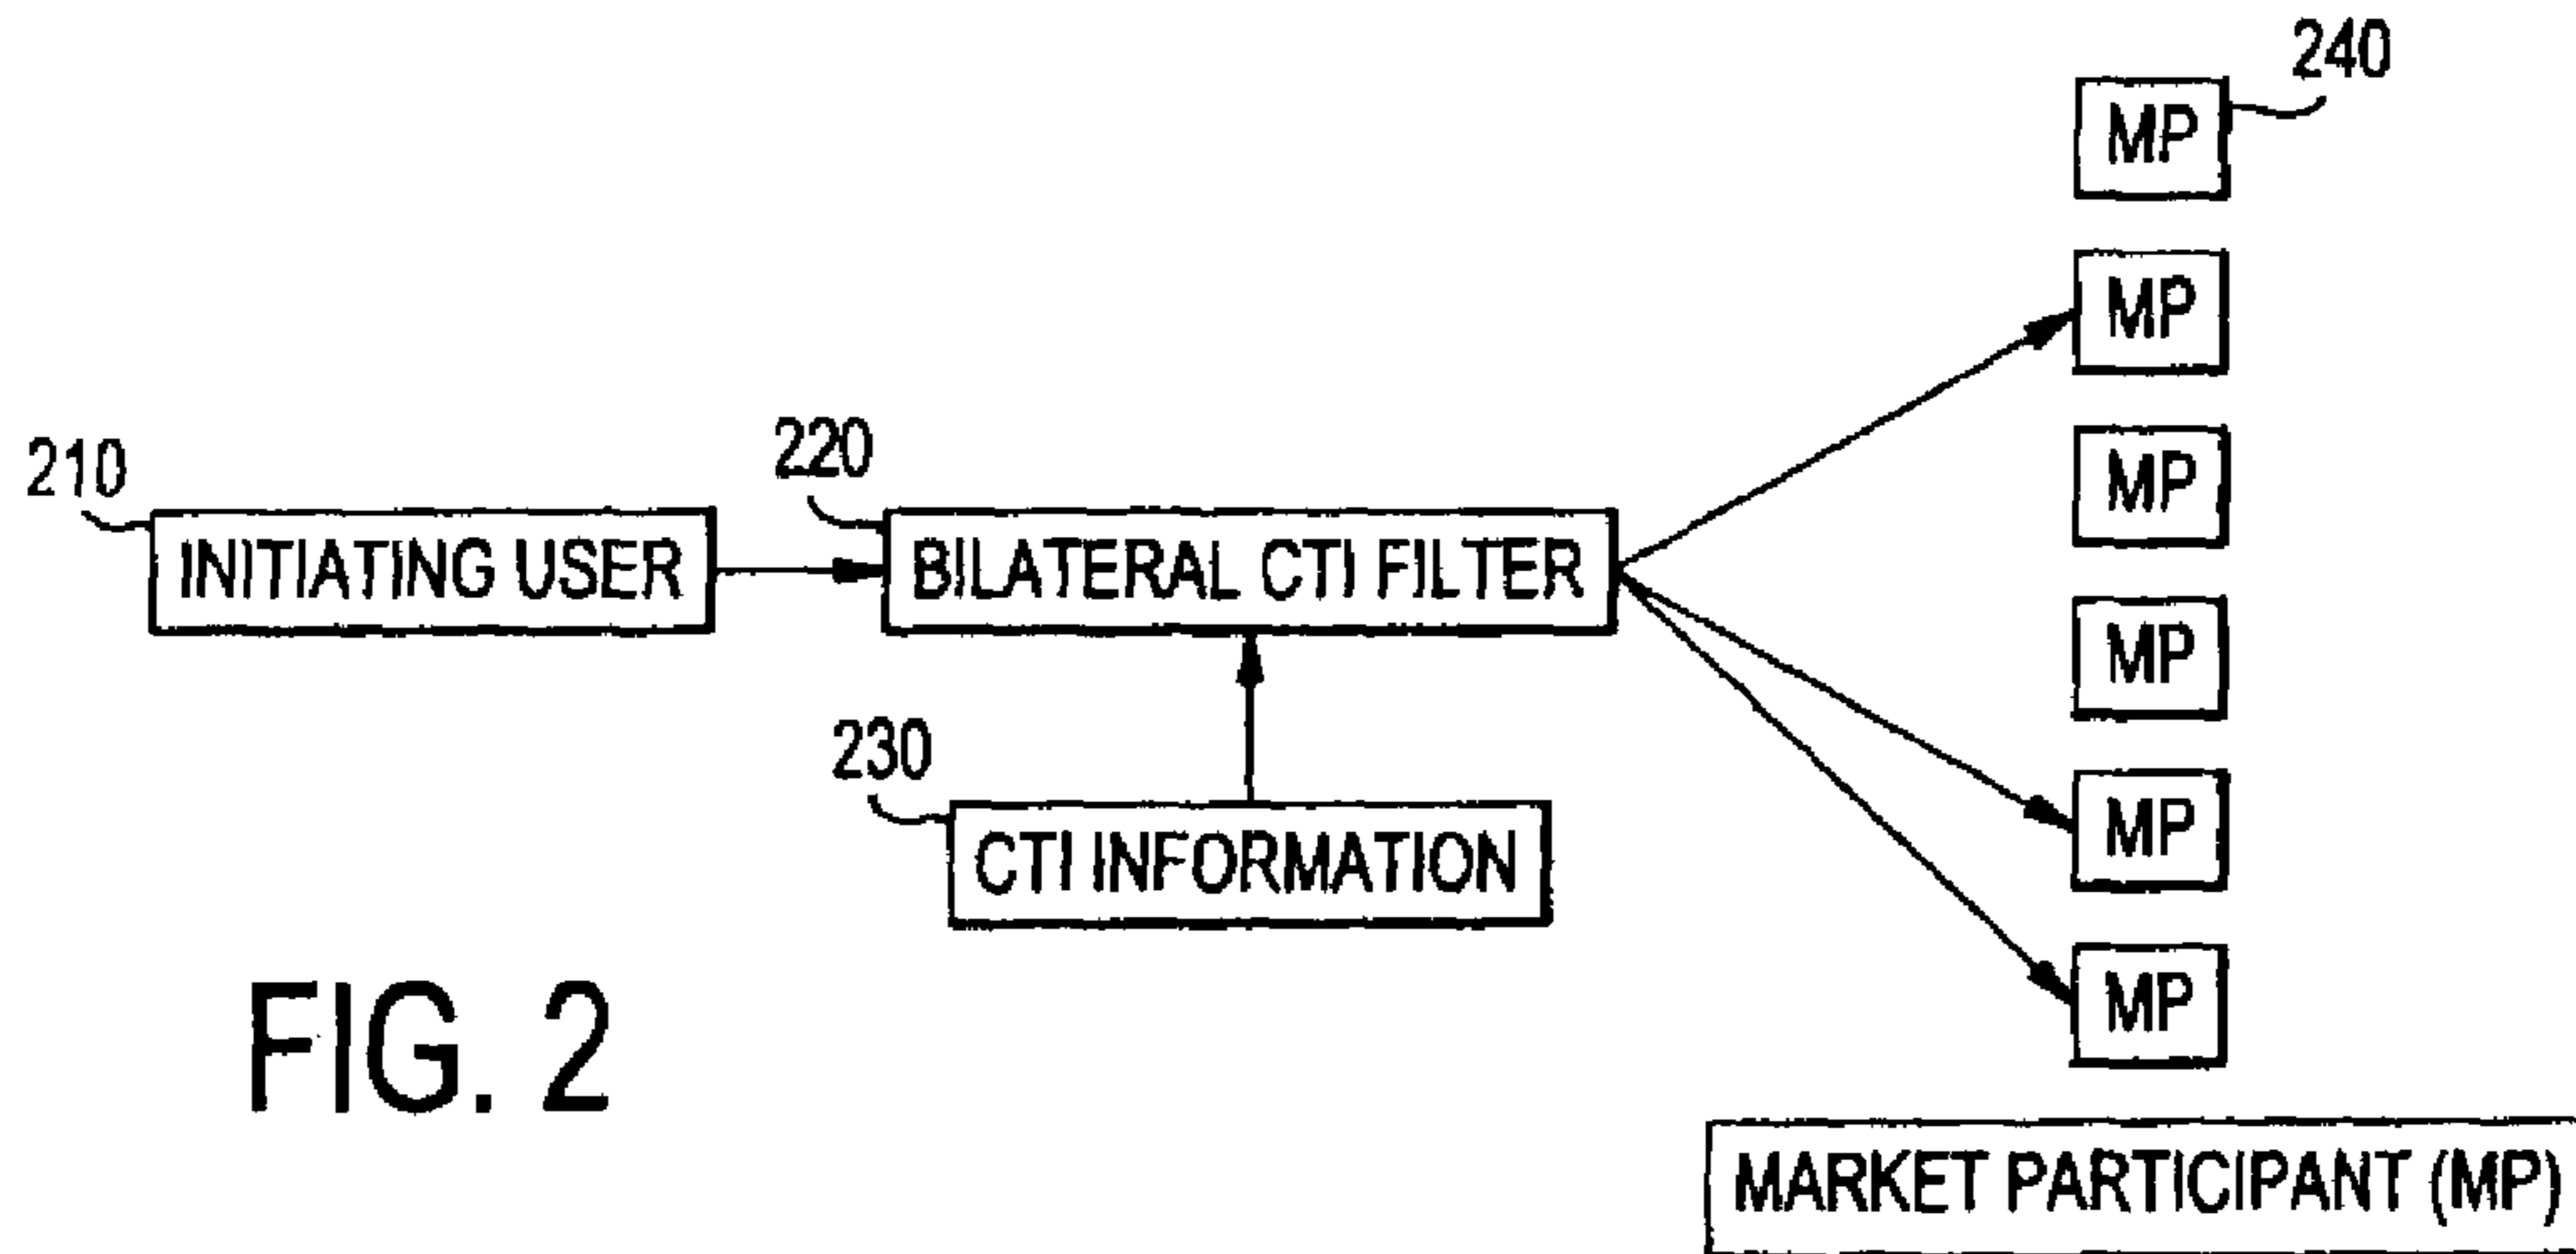 240
MP
MP
210
220
MP
INITIATING USER
BILATERAL CTI FILTER
MP
230
CTI INFORMATION
MP
MP
FIG. 2
MARKET PARTICIPANT (MP)